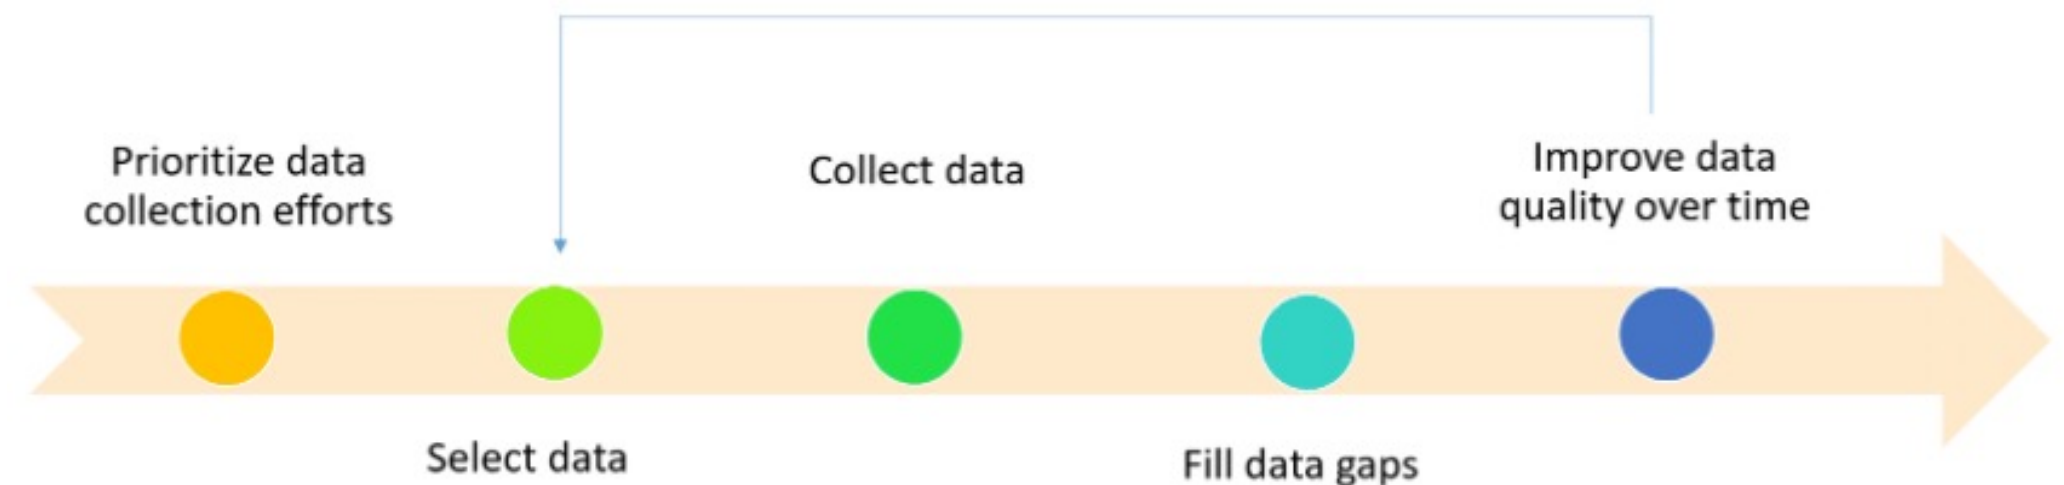 Prioritize data
collection efforts
Select data
Collect data
Fill data gaps
Improve data
quality over time